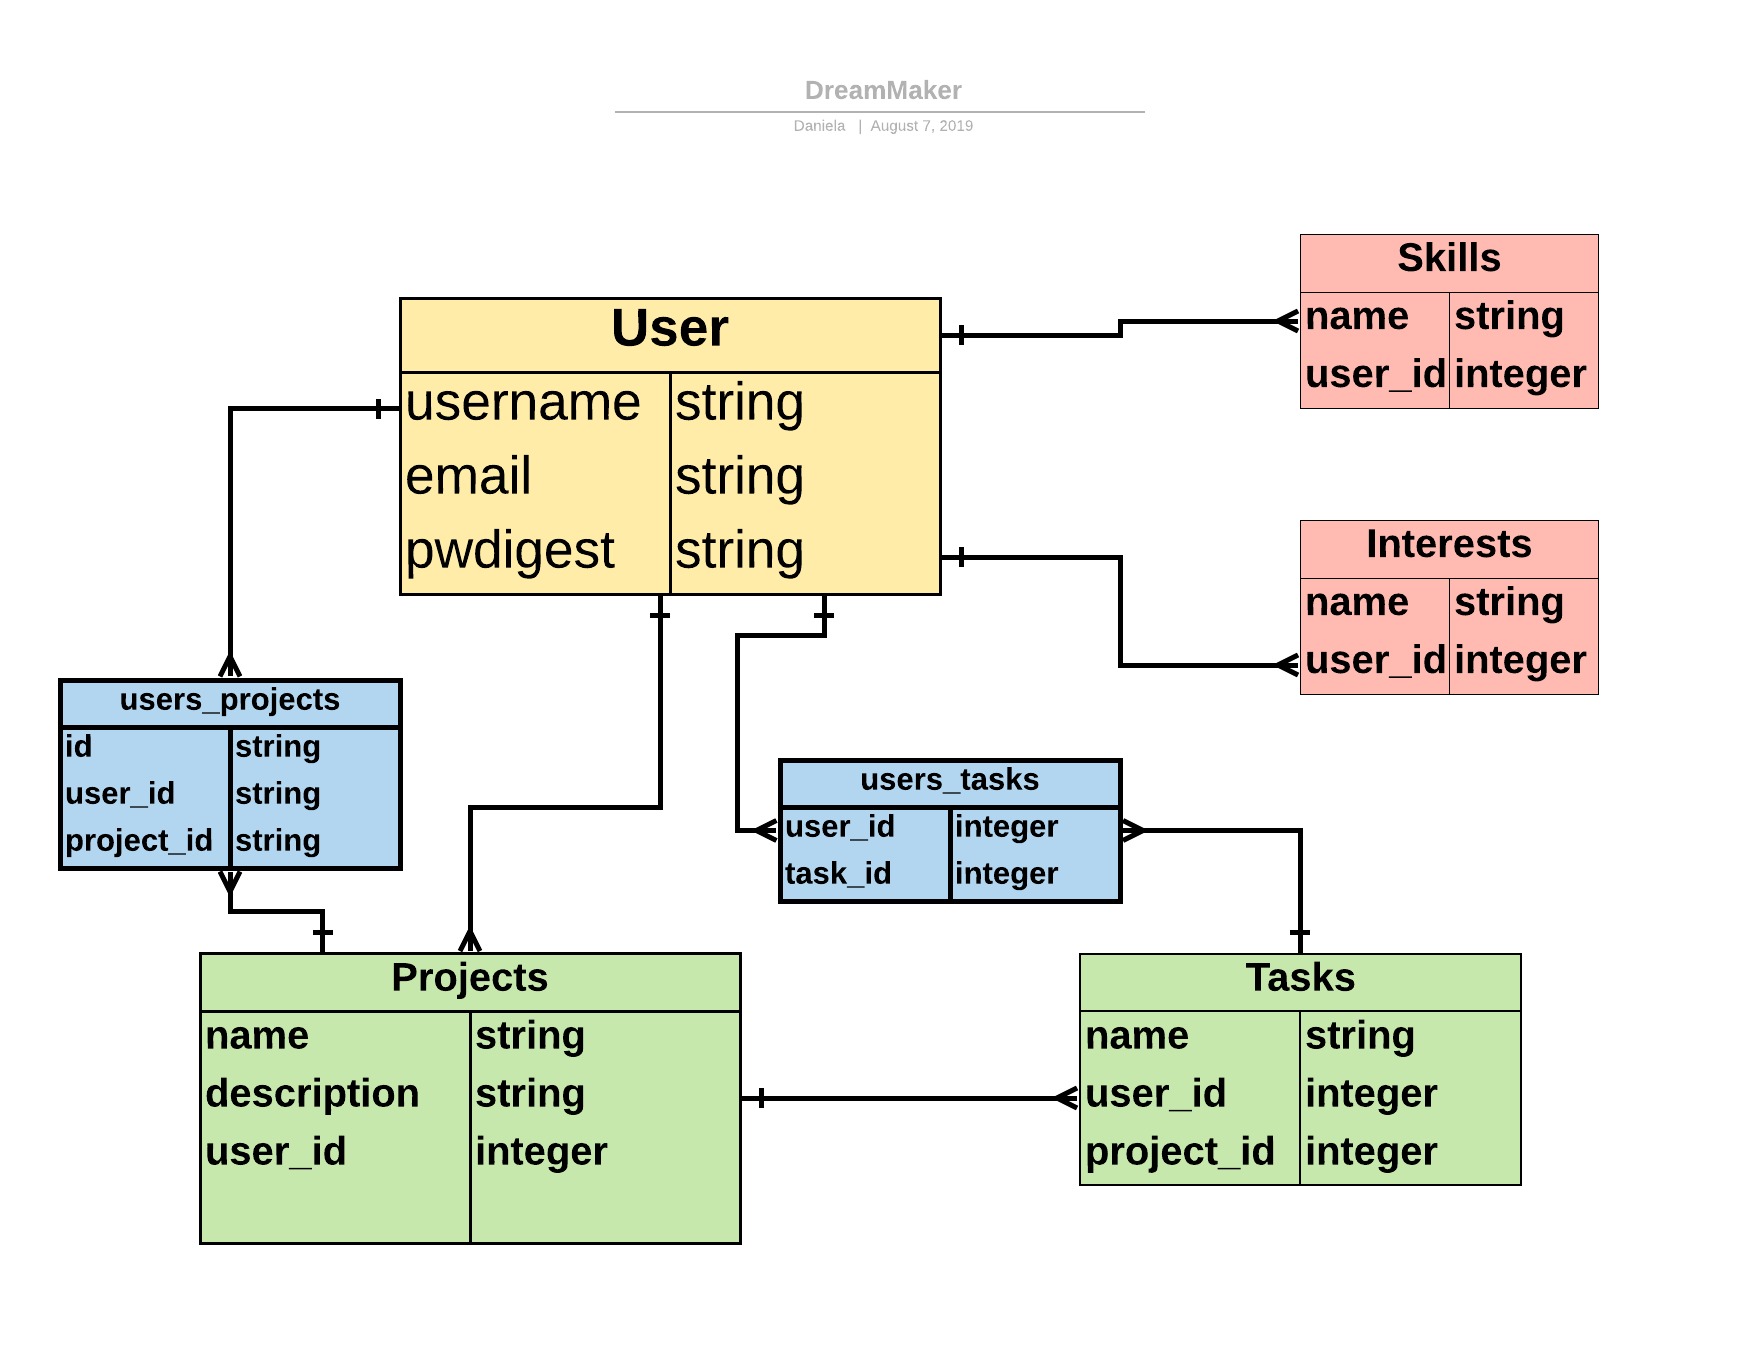 DreamMaker
Daniela | August 7, 2019
Skills
name string
user_id integer
User
username string
email string
pwdigest string
Interests
name string
user_id integer
users_projects
id string
user_id string
project_id string
users_tasks
user_id integer
task_id integer
Projects
name string
description string
user_id integer
Tasks
name string
user_id integer
project_id integer